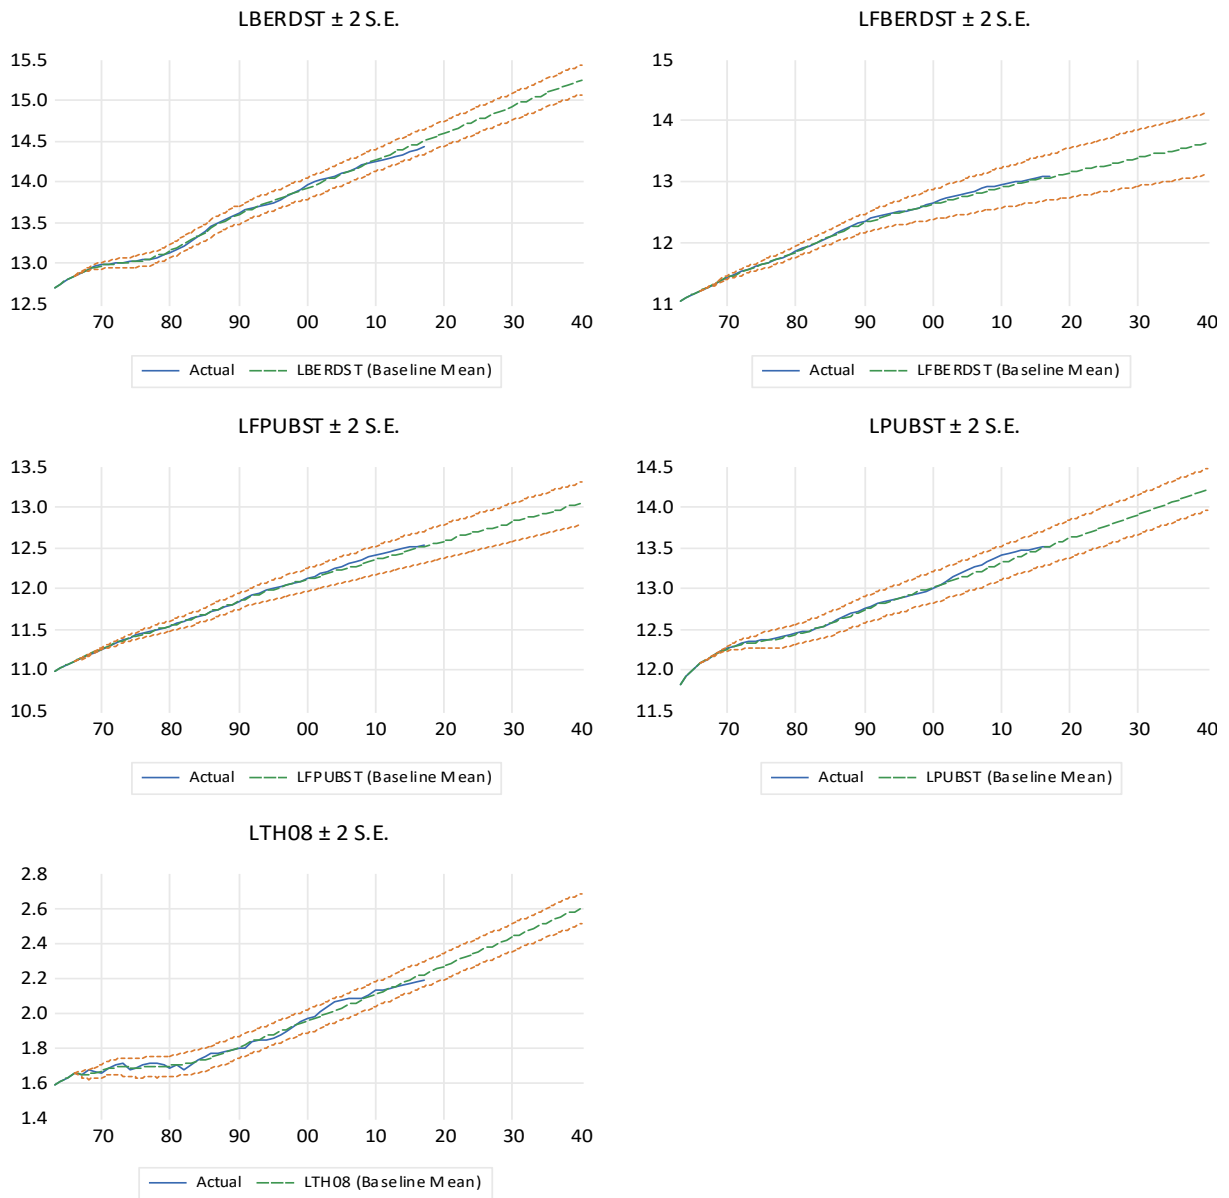 LBERDST ± 2 S.E.
15.5
15.0
14.5
14.0
13.5
13.0
12.5
70 80 90 00 10 20 30 40
Actual LBERDST (Baseline Mean)
LFBERDST ± 2 S.E.
15
14
13
12
11
70 80 90 00 10 20 30 40
Actual LFBERDST (Baseline Mean)
LFPUBST ± 2 S.E.
13.5
13.0
12.5
12.0
11.5
11.0
10.5
70 80 90 00 10 20 30 40
Actual LFPUBST (Baseline Mean)
LPUBST ± 2 S.E.
14.5
14.0
13.5
13.0
12.5
12.0
11.5
70 80 90 00 10 20 30 40
Actual LPUBST (Baseline Mean)
LTH08 ± 2 S.E.
2.8
2.6
2.4
2.2
2.0
1.8
1.6
1.4
70 80 90 00 10 20 30 40
Actual LTH08 (Baseline Mean)